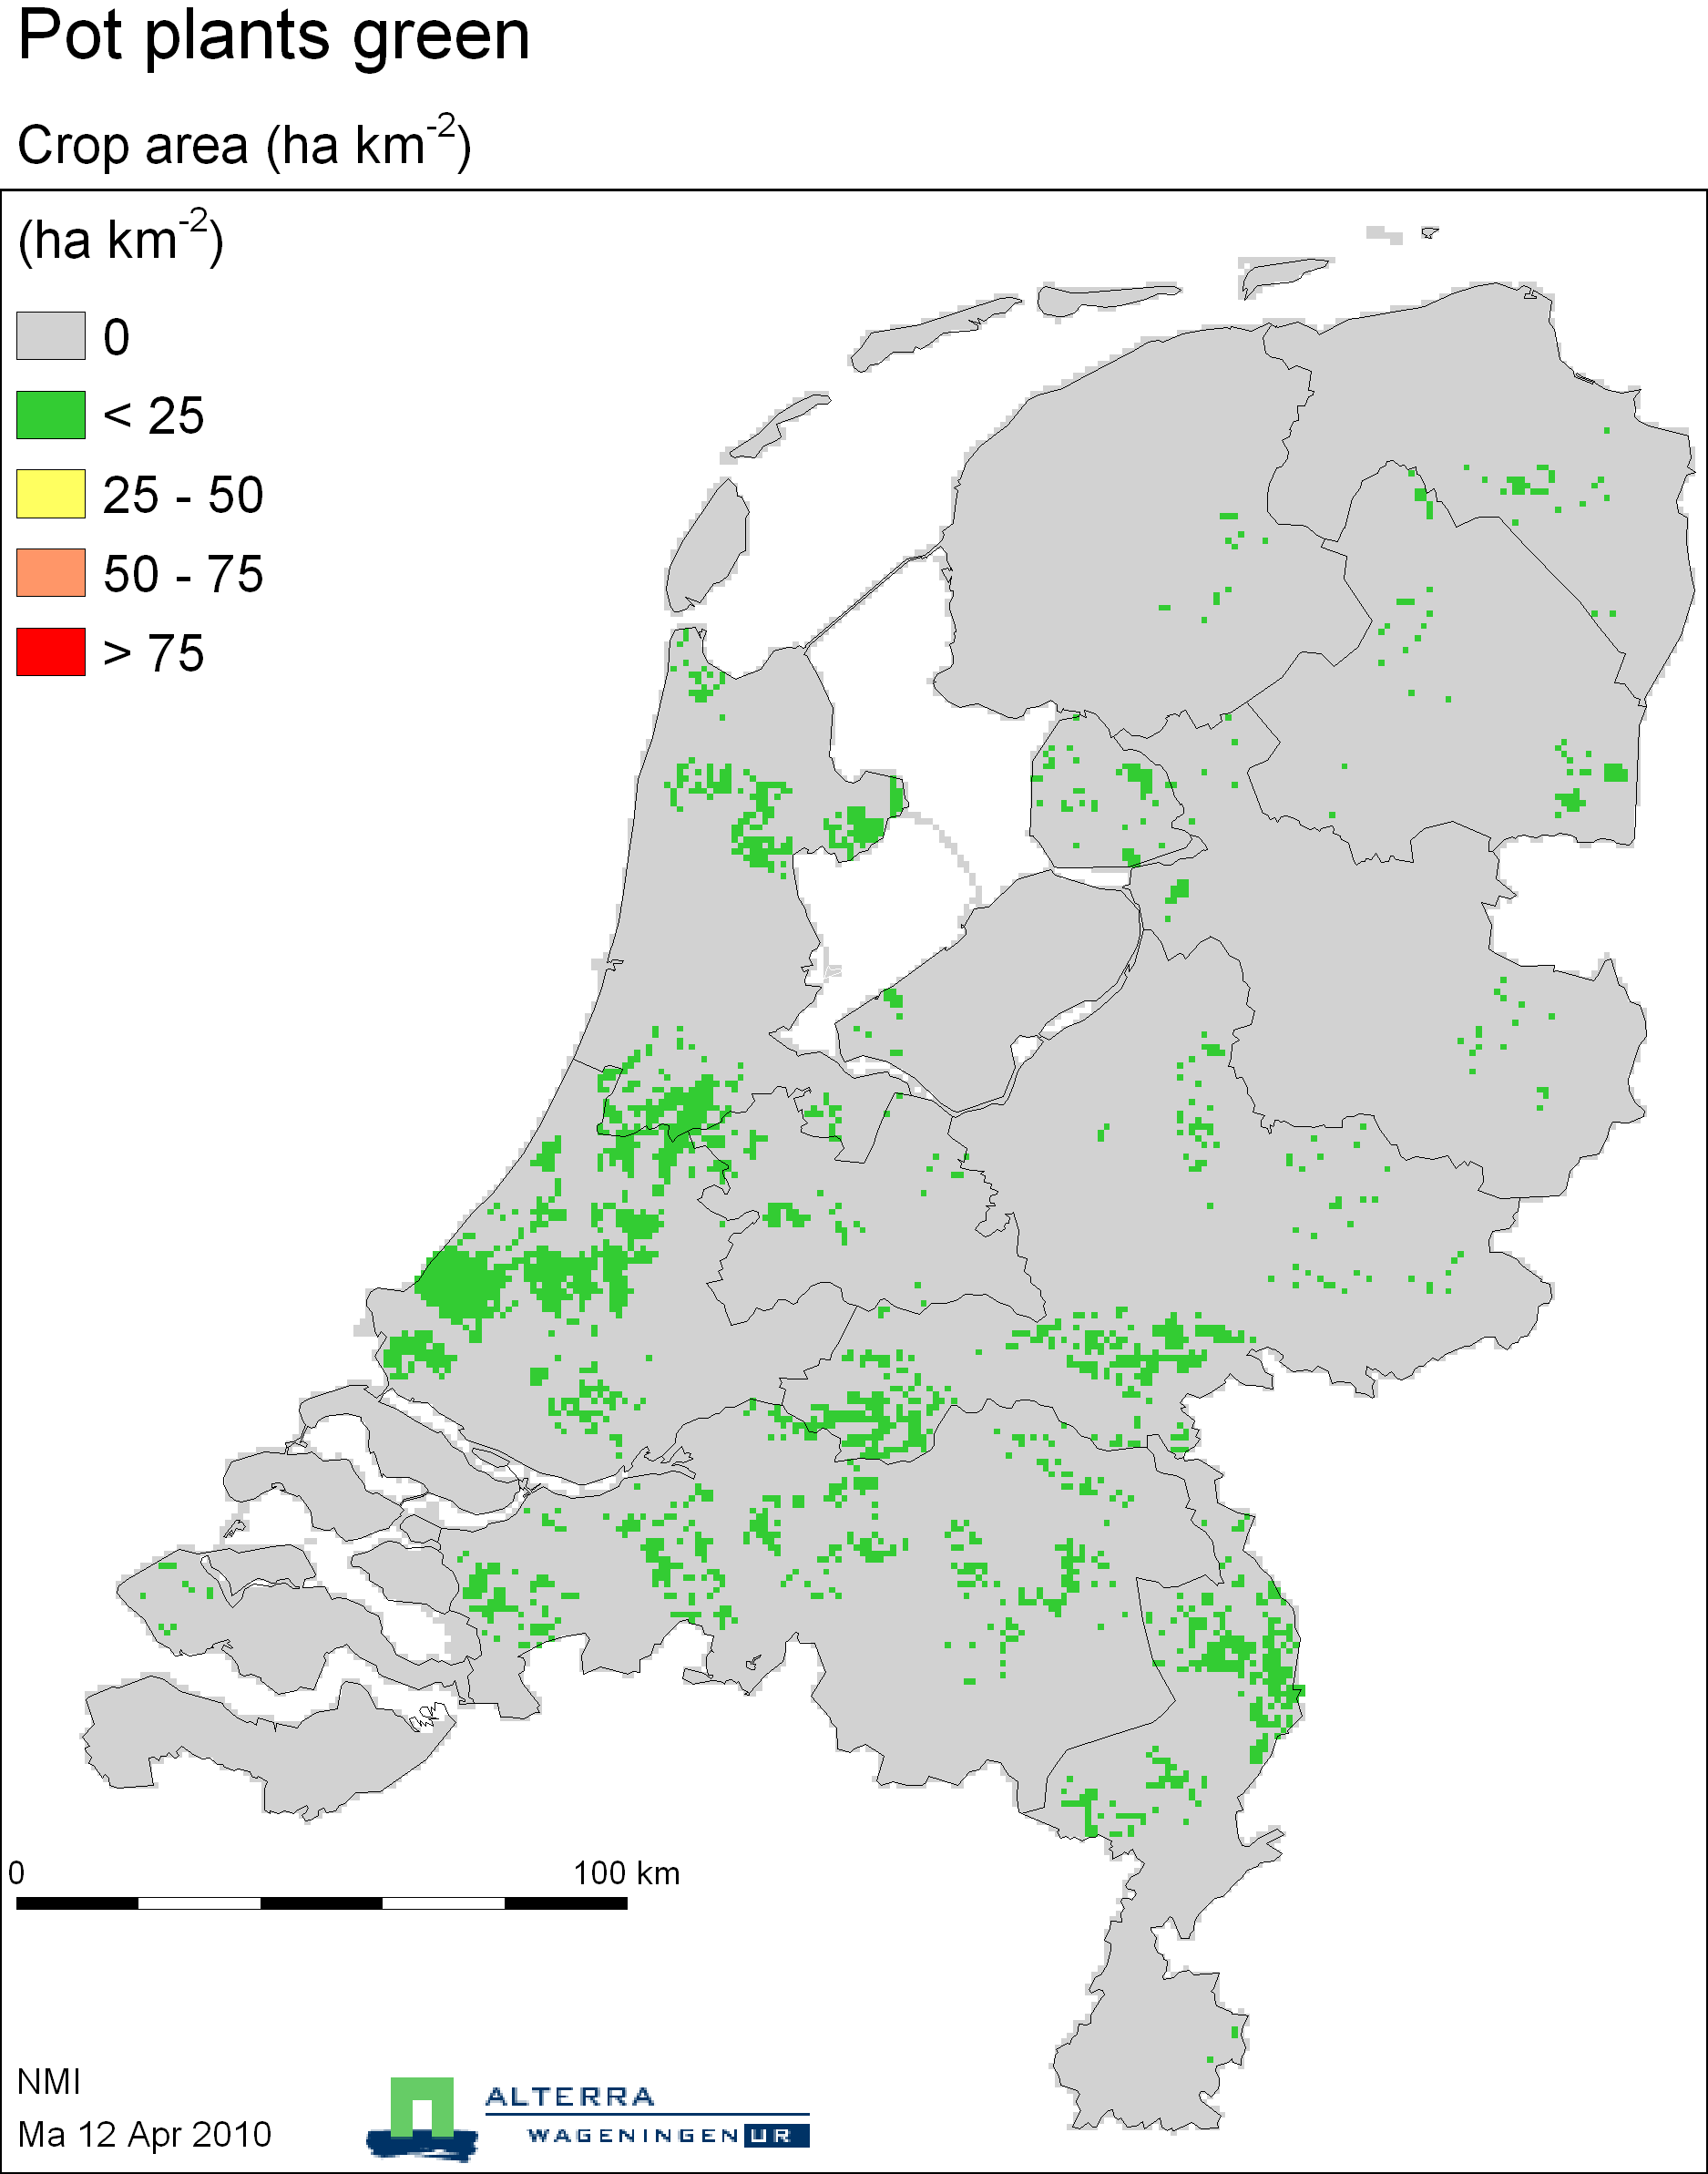 Pot plants green
Crop area (ha km-2)
(ha km-2)
0
< 25
25 - 50
50 - 75
> 75
0 100 km
NMI
Ma 12 Apr 2010
ALTERRA
WAGENINGEN UR